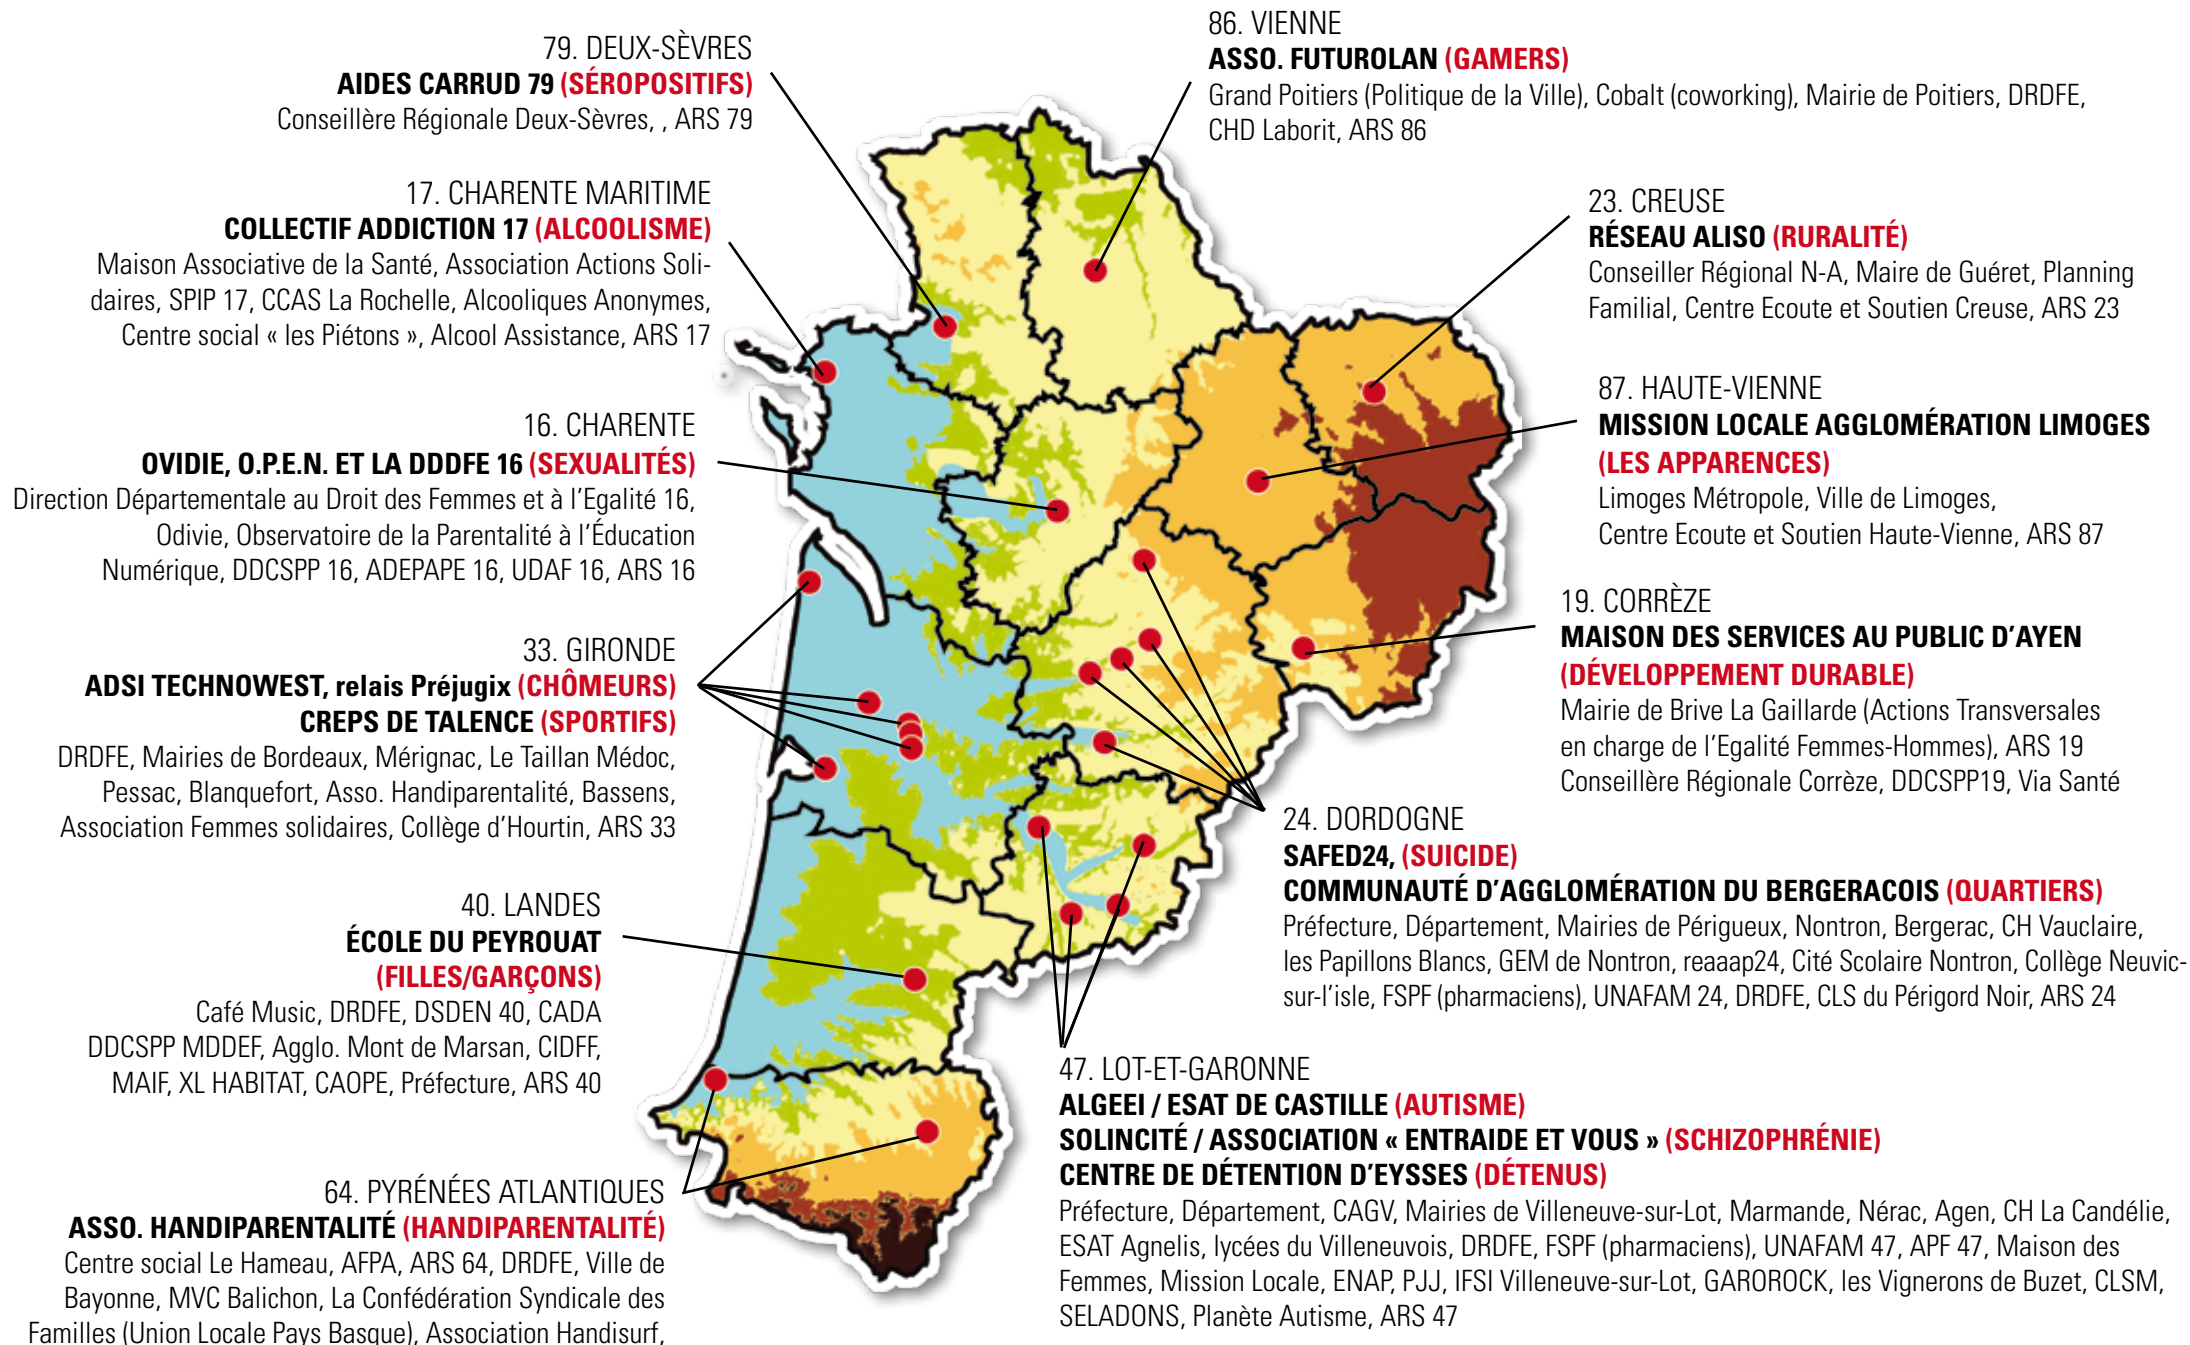 79. DEUX-SÈVRES
AIDES CARRUD 79 (SÉROPOSITIFS)
Conseillère Régionale Deux-Sèvres, , ARS 79
17. CHARENTE MARITIME
COLLECTIF ADDICTION 17 (ALCOOLISME)
Maison Associative de la Santé, Association Actions Soli-
daires, SPIP 17, CCAS La Rochelle, Alcooliques Anonymes,
Centre social « les Piétons », Alcool Assistance, ARS 17
16. CHARENTE
OVIDIE, O.P.E.N. ET LA DDDFE 16 (SEXUALITÉS)
Direction Départementale au Droit des Femmes et à l'Egalité 16,
Odivie, Observatoire de la Parentalité à l'Éducation
Numérique, DDCSPP 16, ADEPAPE 16, UDAF 16, ARS 16
33. GIRONDE
ADSI TECHNOWEST, relais Préjugix (CHÔMEURS)
CREPS DE TALENCE (SPORTIFS)
DRDFE, Mairies de Bordeaux, Mérignac, Le Taillan Médoc,
Pessac, Blanquefort, Asso. Handiparentalité, Bassens,
Association Femmes solidaires, Collège d'Hourtin, ARS 33
40. LANDES
ÉCOLE DU PEYROUAT
(FILLES/GARÇONS)
Café Music, DRDFE, DSDEN 40, CADA
DDCSPP MDDEF, Agglo. Mont de Marsan, CIDFF,
MAIF, XL HABITAT, CAOPE, Préfecture, ARS 40
64. PYRÉNÉES ATLANTIQUES
ASSO. HANDIPARENTALITÉ (HANDIPARENTALITÉ)
Centre social Le Hameau, AFPA, ARS 64, DRDFE, Ville de
Bayonne, MVC Balichon, La Confédération Syndicale des
Familles (Union Locale Pays Basque), Association Handisurf,
86. VIENNE
ASSO. FUTUROLAN (GAMERS)
Grand Poitiers (Politique de la Ville), Cobalt (coworking), Mairie de Poitiers, DRDFE,
CHD Laborit, ARS 86
23. CREUSE
RÉSEAU ALISO (RURALITÉ)
Conseiller Régional N-A, Maire de Guéret, Planning
Familial, Centre Ecoute et Soutien Creuse, ARS 23
87. HAUTE-VIENNE
MISSION LOCALE AGGLOMÉRATION LIMOGES
(LES APPARENCES)
Limoges Métropole, Ville de Limoges,
Centre Ecoute et Soutien Haute-Vienne, ARS 87
19. CORRÈZE
MAISON DES SERVICES AU PUBLIC D'AYEN
(DÉVELOPPEMENT DURABLE)
Mairie de Brive La Gaillarde (Actions Transversales
en charge de l'Egalité Femmes-Hommes), ARS 19
Conseillère Régionale Corrèze, DDCSPP19, Via Santé
24. DORDOGNE
SAFED24, (SUICIDE)
COMMUNAUTÉ D'AGGLOMÉRATION DU BERGERACOIS (QUARTIERS)
Préfecture, Département, Mairies de Périgueux, Nontron, Bergerac, CH Vauclaire,
les Papillons Blancs, GEM de Nontron, reaaap24, Cité Scolaire Nontron, Collège Neuvic-
sur-l'isle, FSPF (pharmaciens), UNAFAM 24, DRDFE, CLS du Périgord Noir, ARS 24
47. LOT-ET-GARONNE
ALGEEI / ESAT DE CASTILLE (AUTISME)
SOLINCITÉ / ASSOCIATION « ENTRAIDE ET VOUS » (SCHIZOPHRÉNIE)
CENTRE DE DÉTENTION D'EYSSES (DÉTENUS)
Préfecture, Département, CAGV, Mairies de Villeneuve-sur-Lot, Marmande, Nérac, Agen, CH La Candélie,
ESAT Agnelis, lycées du Villeneuvois, DRDFE, FSPF (pharmaciens), UNAFAM 47, APF 47, Maison des
Femmes, Mission Locale, ENAP, PJJ, IFSI Villeneuve-sur-Lot, GAROROCK, les Vignerons de Buzet, CLSM,
SELADONS, Planète Autisme, ARS 47